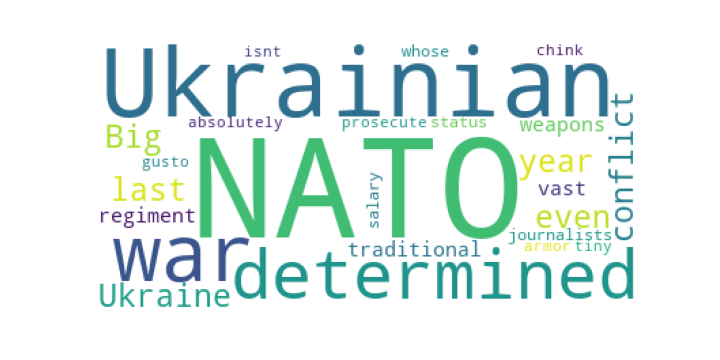 isnt whose chink
Ukrainian
absolutely prosecute status weapons
Big
NATO
gusto
year
conflict
last
salary
vast
regiment
even
journalists
war
traditional
armor tiny
determined
Ukraine